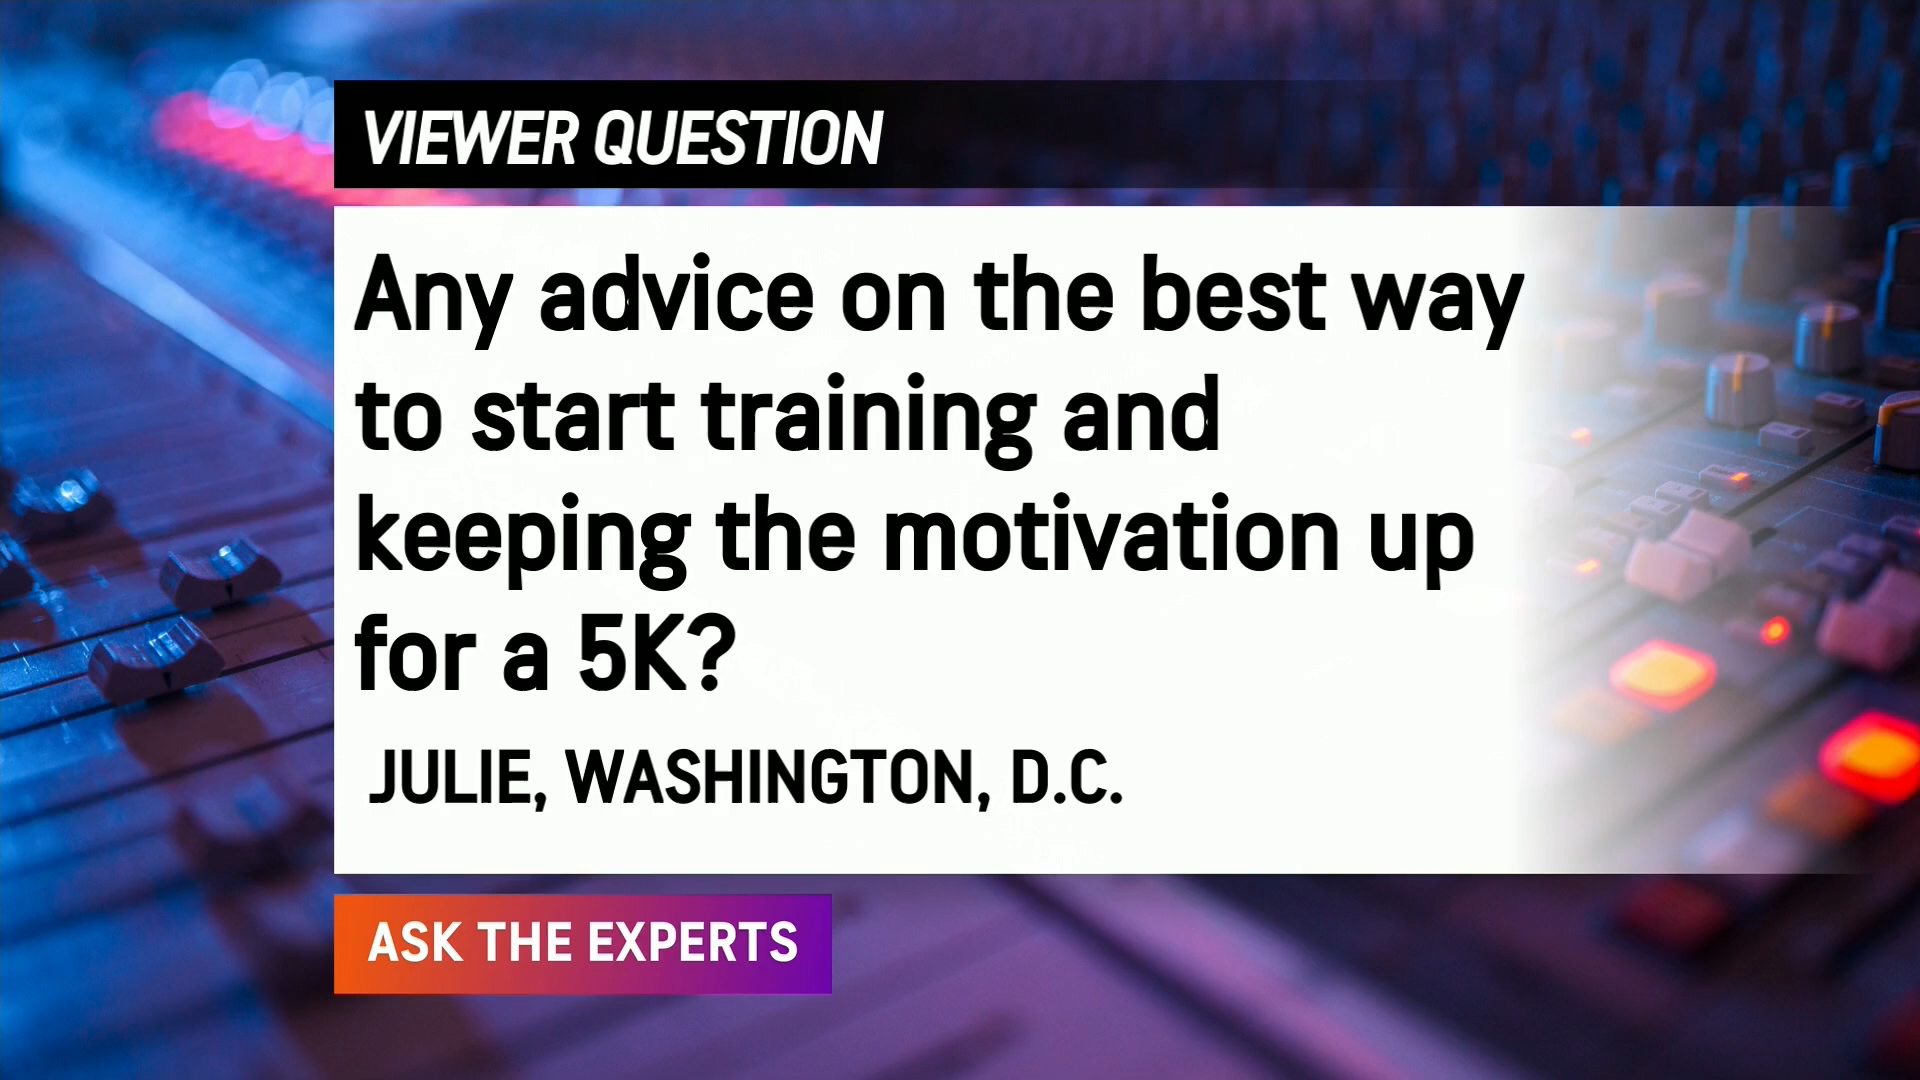 VIEWER QUESTION
Any advice on the best way
to start training and
keeping the motivation up
for a 5K?
JULIE, WASHINGTON, D.C.
ASK THE EXPERTS